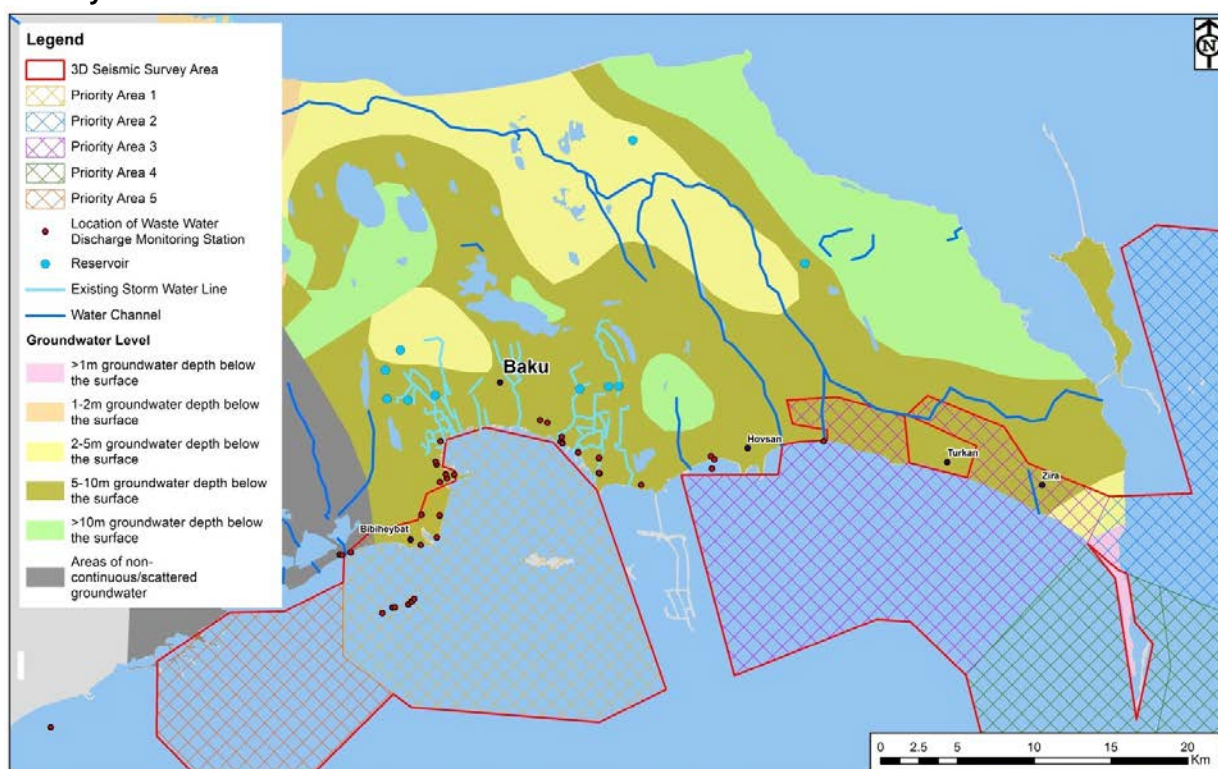 Legend
3D Seismic Survey Area
Priority Area 1
Priority Area 2
Priority Area 3
Priority Area 4
Priority Area 5
Location of Waste Water
Discharge Monitoring Station
Reservoir
Existing Storm Water Line
Water Channel
Groundwater Level
>1m groundwater depth below
the surface
1-2m groundwater depth below
the surface
2-5m groundwater depth below
the surface
5-10m groundwater depth below
the surface
>10m groundwater depth below
the surface
Areas of non-
continuous/scattered
groundwater
N
Baku
Hovsan
Turkan
Zira
Bibiheybat
0 2.5 5 10 15 20
Km